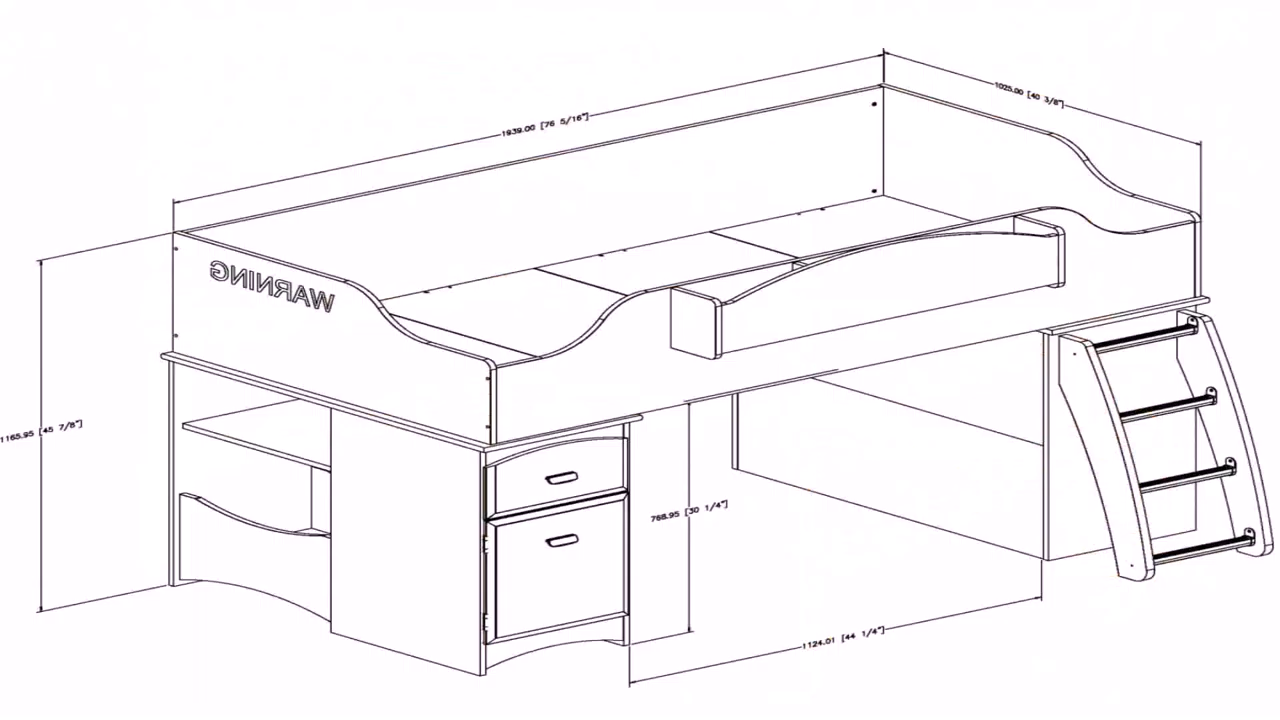 1939.00 [76 5/16"]
1025.00 [40 3/8"]
WARNING
1165.95 [45 7/8"]
768.95 [30 1/4"]
1124.01 [44 1/4"]